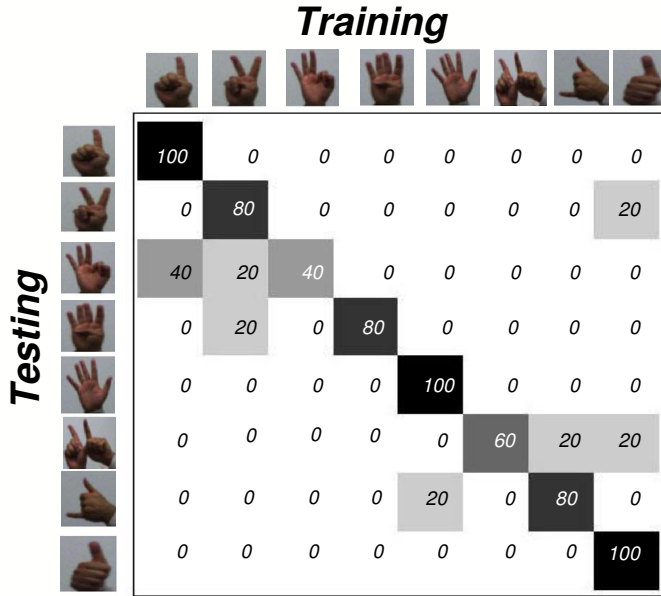 Training
Testing
100 0 0 0 0 0 0 0
0 80 0 0 0 0 0 20
40 20 40 0 0 0 0 0
0 20 0 80 0 0 0 0
0 0 0 0 100 0 0 0
0 0 0 0 0 60 20 20
0 0 0 0 20 0 80 0
0 0 0 0 0 0 0 100